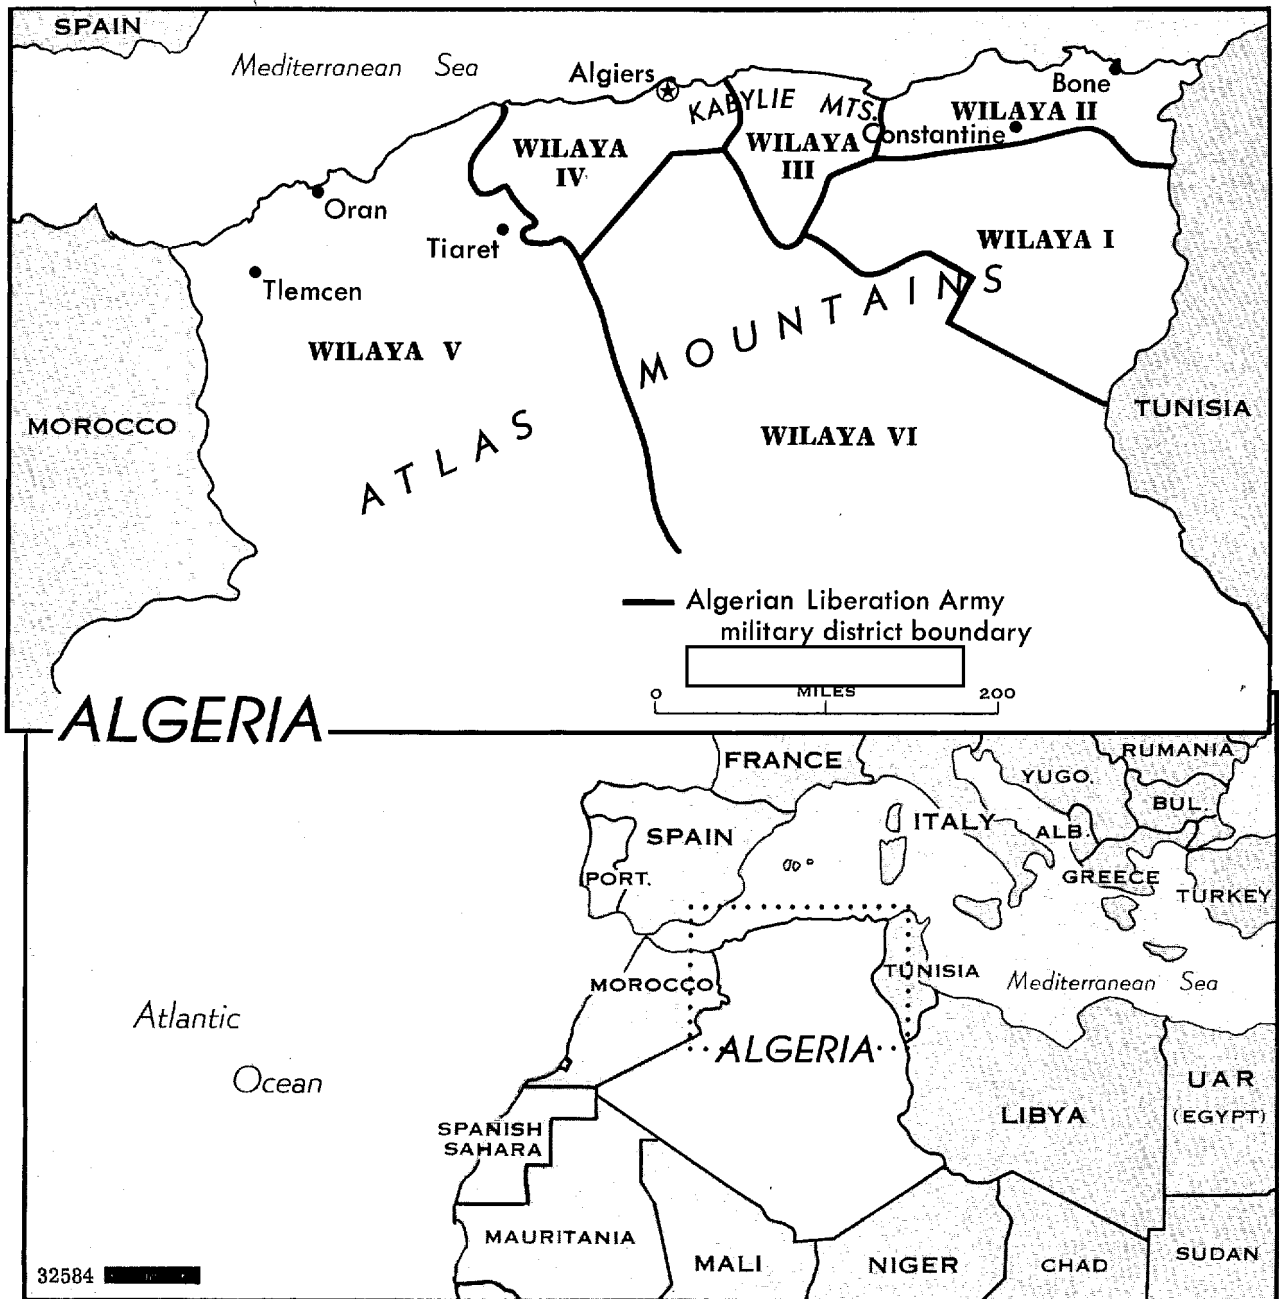 SPAIN
Mediterranean Sea
Algiers
KABYLIE MTS.
Bone
WILAYA II
Constantine
WILAYA
IV
WILAYA
III
Oran
Tiaret
WILAYA I
Tlemcen
WILAYA V
ATLAS MOUNTAINS
MOROCCO
TUNISIA
WILAYA VI
Algerian Liberation Army
military district boundary
0 MILES 200
ALGERIA
FRANCE
RUMANIA
YUGO.
BUL.
ITALY
ALB.
SPAIN
PORT.
GREECE
TURKEY
TUNISIA
MOROCCO
Mediterranean Sea
Atlantic
Ocean
ALGERIA
UAR
(EGYPT)
LIBYA
SPANISH
SAHARA
MAURITANIA
MALI
NIGER
CHAD
SUDAN
32584